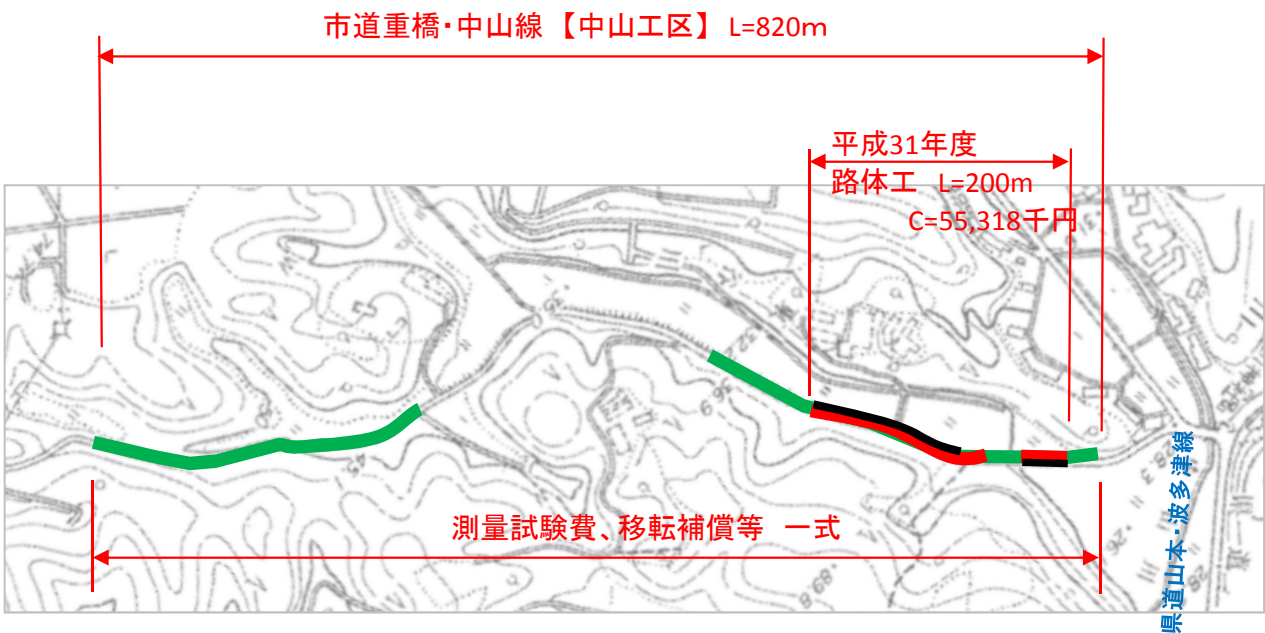 市道重橋・中山線【中山工区】 L=820m
平成31年度
路体工 L=200m
C=55,318千円
測量試験費、移転補償等 一式
県道山本・波多津線